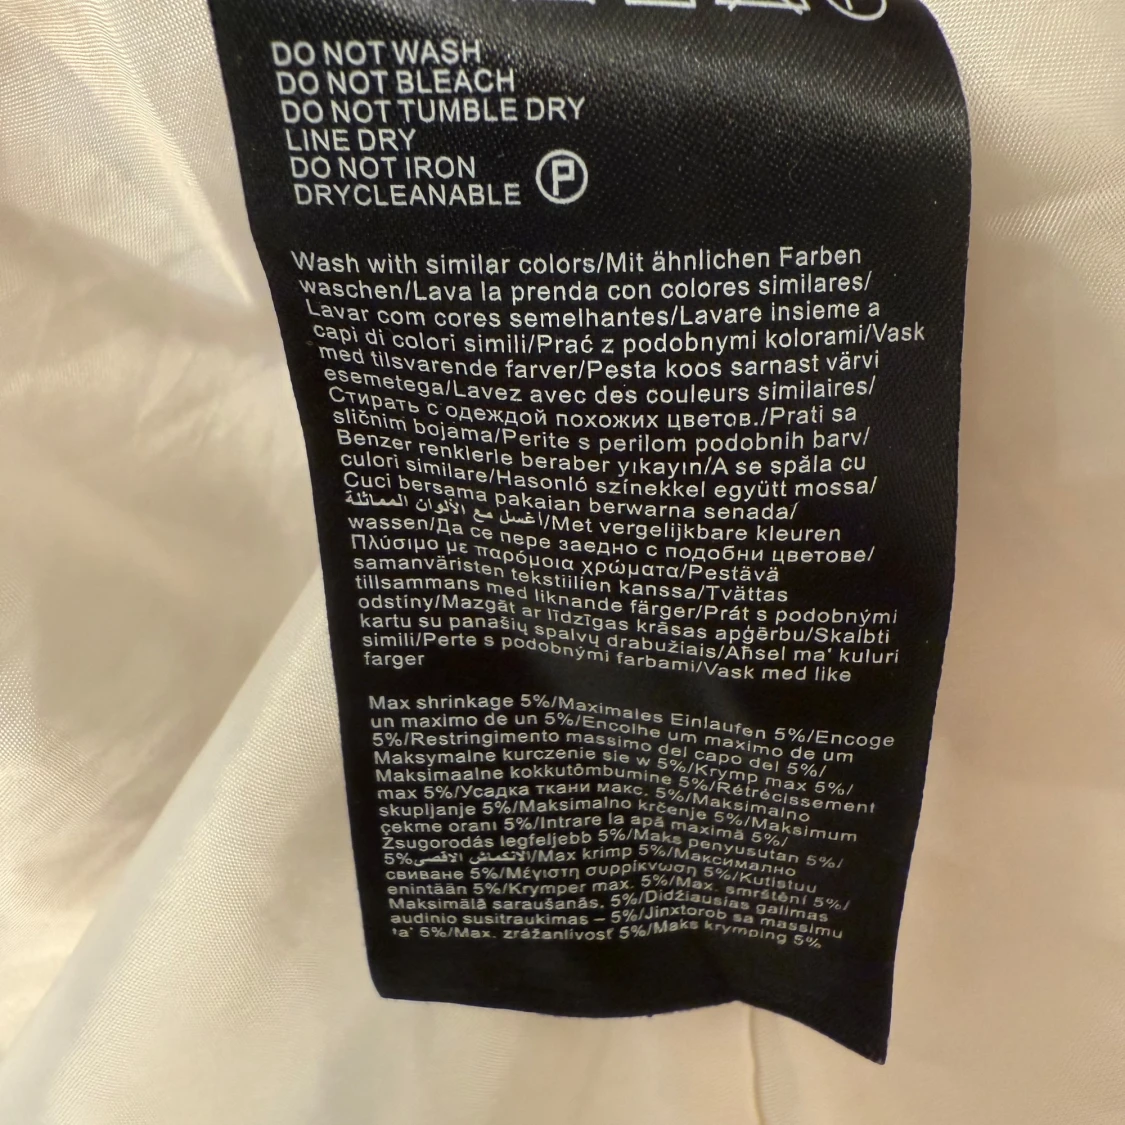 DO NOT WASH
DO NOT BLEACH
DO NOT TUMBLE DRY
LINE DRY
DO NOT IRON
DRYCLEANABLE P
Wash with similar colors/Mit ähnlichen Farben
waschen/Lava la prenda con colores similares/
Lavar com cores semelhantes/Lavare insieme a
capi di colori simili/Prać z podobnymi kolorami/Vask
med tilsvarende farver/Pesta koos sarnast värvi
esemetega/Lavez avec des couleurs similaires/
Стирать с одеждой похожих цветов./Prati sa
sličnim bojama/Perite s perilom podobnih barv/
Benzer renklerle beraber yıkayın/A se spăla cu
culori similare/Hasonló színekkel együtt mossa/
Cuci bersama pakaian berwarna senada/
اغسل مع الألوان المماثلة/Met vergelijkbare kleuren
wassen/Да се пере заедно с подобни цветове/
Πλύσιμο με παρόμοια χρώματα/Pestävä
samanväristen tekstiilien kanssa/Tvättas
tillsammans med liknande färger/Prát s podobnými
odstíny/Mazgāt ar līdzīgas krāsas apģērbu/Skalbti
kartu su panašių spalvų drabužiais/Aħsel ma' kuluri
simili/Perte s podobnými farbami/Vask med like
farger
Max shrinkage 5%/Maximales Einlaufen 5%/Encoge
un maximo de un 5%/Encolhe um maximo de um
5%/Restringimento massimo del capo del 5%/
Maksymalne kurczenie sie w 5%/Krymp max 5%/
Maksimaalne kokkutõmbumine 5%/Rétrécissement
max 5%/Усадка ткани макс. 5%/Maksimalno
skupljanje 5%/Maksimalno krčenje 5%/Maksimum
çekme oranı 5%/Intrare la apă maximă 5%/
Zsugorodás legfeljebb 5%/Maks penyusutan 5%/
5%الانكماش الاقصى/Max krimp 5%/Максимално
свиване 5%/Μέγιστη συρρίκνωση 5%/Kutistuu
enintään 5%/Krymper max. 5%/Max. smrštění 5%/
Maksimālā saraušanās. 5%/Didžiausias galimas
audinio susitraukimas – 5%/Jinxtorob sa massimu
ta' 5%/Max. zrážanlivosť 5%/Maks krymping 5%